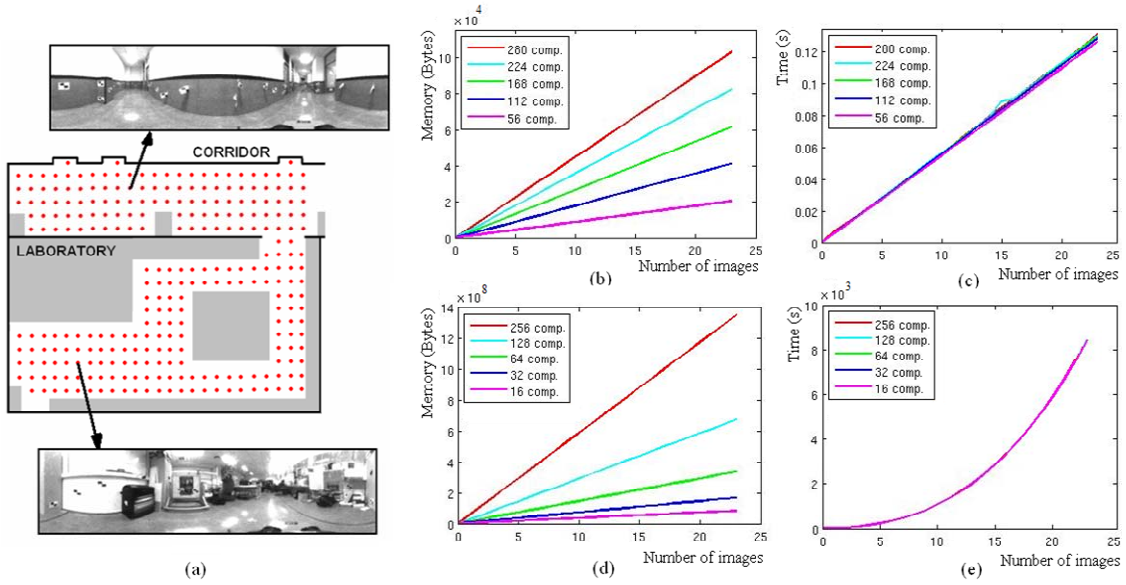 CORRIDOR
LABORATORY
(a)
× 10 4
Memory (Bytes)
10
8
6
4
2
0
280 comp.
224 comp.
168 comp.
112 comp.
56 comp.
0 5 10 15 20 25
Number of images
(b)
Time (s)
0.12
0.1
0.08
0.06
0.04
0.02
0
224 comp.
168 comp.
112 comp.
56 comp.
0 5 10 15 20 25
Number of images
(c)
× 10 8
Memory (Bytes)
14
12
10
8
6
4
2
0
256 comp.
128 comp.
64 comp.
32 comp.
16 comp.
0 5 10 15 20 25
Number of images
(d)
× 10 3
Time (s)
10
8
6
4
2
0
256 comp.
128 comp.
64 comp.
32 comp.
16 comp.
0 5 10 15 20 25
Number of images
(e)